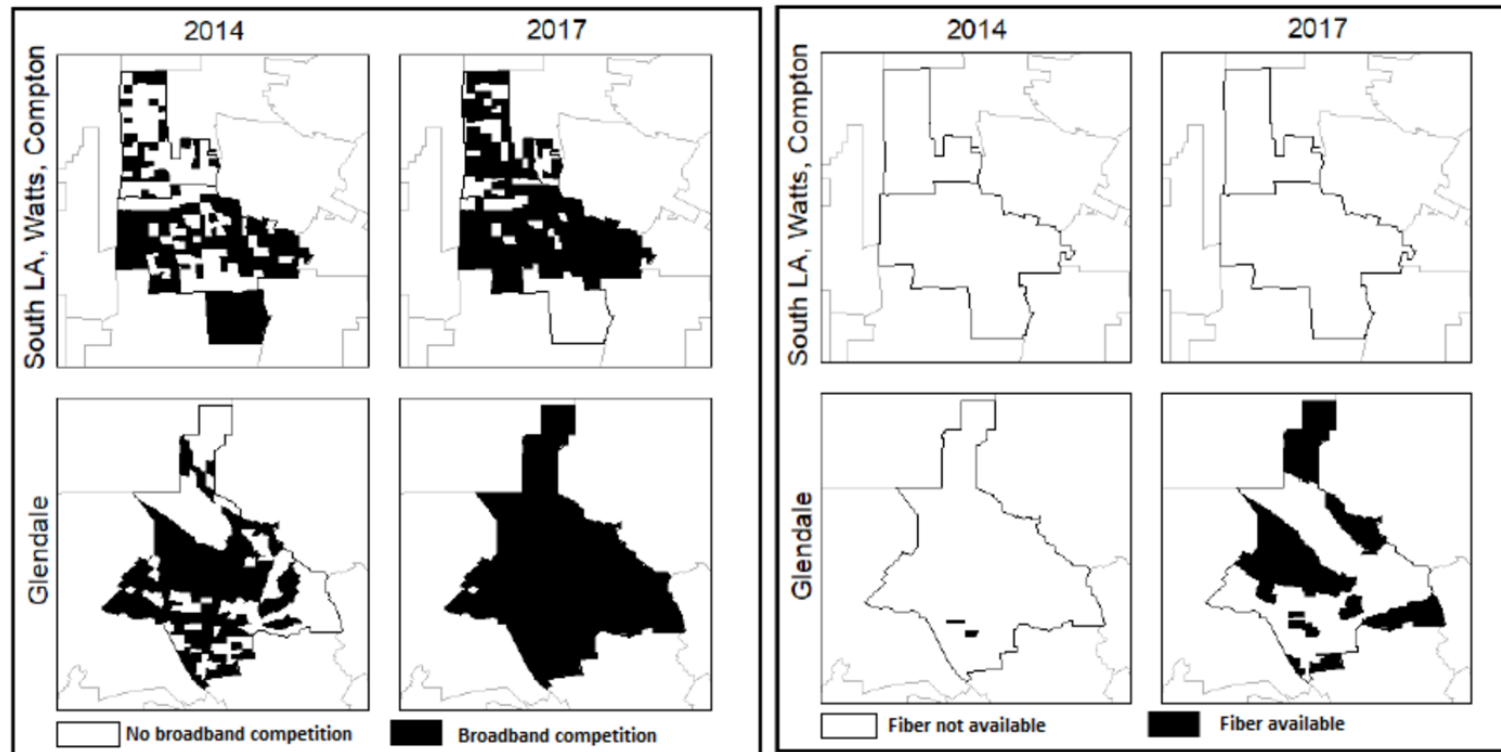 2014
2017
South LA, Watts, Compton
Glendale
No broadband competition
Broadband competition
2014
2017
South LA, Watts, Compton
Glendale
Fiber not available
Fiber available